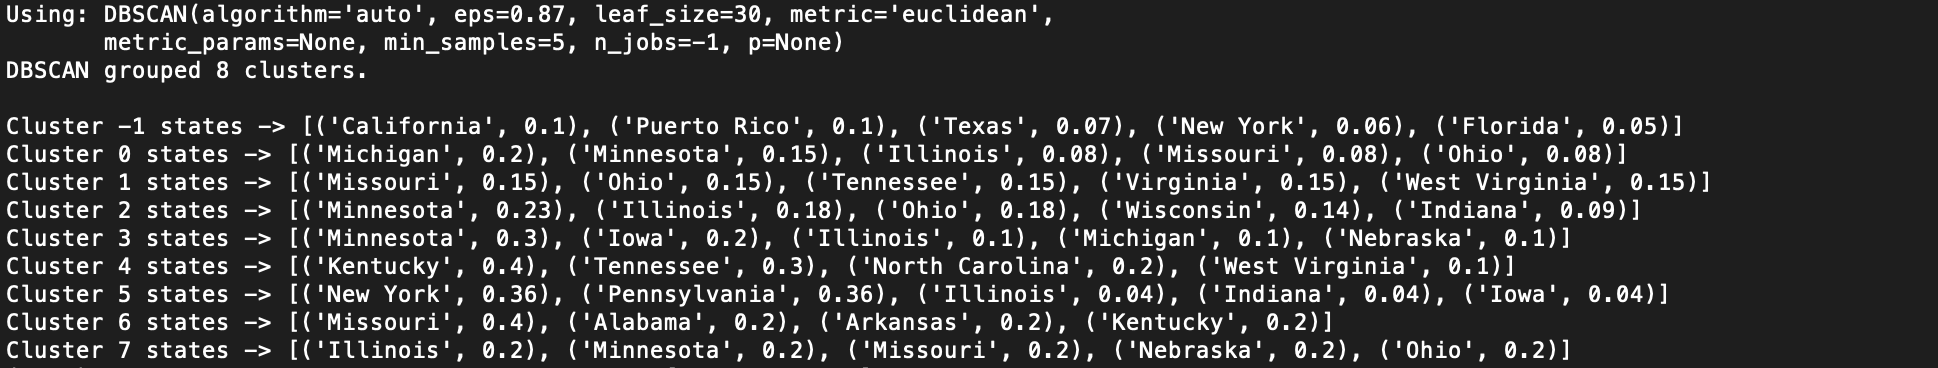 Using: DBSCAN(algorithm='auto', eps=0.87, leaf_size=30, metric='euclidean',
       metric_params=None, min_samples=5, n_jobs=-1, p=None)
DBSCAN grouped 8 clusters.

Cluster -1 states -> [('California', 0.1), ('Puerto Rico', 0.1), ('Texas', 0.07), ('New York', 0.06), ('Florida', 0.05)]
Cluster 0 states -> [('Michigan', 0.2), ('Minnesota', 0.15), ('Illinois', 0.08), ('Missouri', 0.08), ('Ohio', 0.08)]
Cluster 1 states -> [('Missouri', 0.15), ('Ohio', 0.15), ('Tennessee', 0.15), ('Virginia', 0.15), ('West Virginia', 0.15)]
Cluster 2 states -> [('Minnesota', 0.23), ('Illinois', 0.18), ('Ohio', 0.18), ('Wisconsin', 0.14), ('Indiana', 0.09)]
Cluster 3 states -> [('Minnesota', 0.3), ('Iowa', 0.2), ('Illinois', 0.1), ('Michigan', 0.1), ('Nebraska', 0.1)]
Cluster 4 states -> [('Kentucky', 0.4), ('Tennessee', 0.3), ('North Carolina', 0.2), ('West Virginia', 0.1)]
Cluster 5 states -> [('New York', 0.36), ('Pennsylvania', 0.36), ('Illinois', 0.04), ('Indiana', 0.04), ('Iowa', 0.04)]
Cluster 6 states -> [('Missouri', 0.4), ('Alabama', 0.2), ('Arkansas', 0.2), ('Kentucky', 0.2)]
Cluster 7 states -> [('Illinois', 0.2), ('Minnesota', 0.2), ('Missouri', 0.2), ('Nebraska', 0.2), ('Ohio', 0.2)]